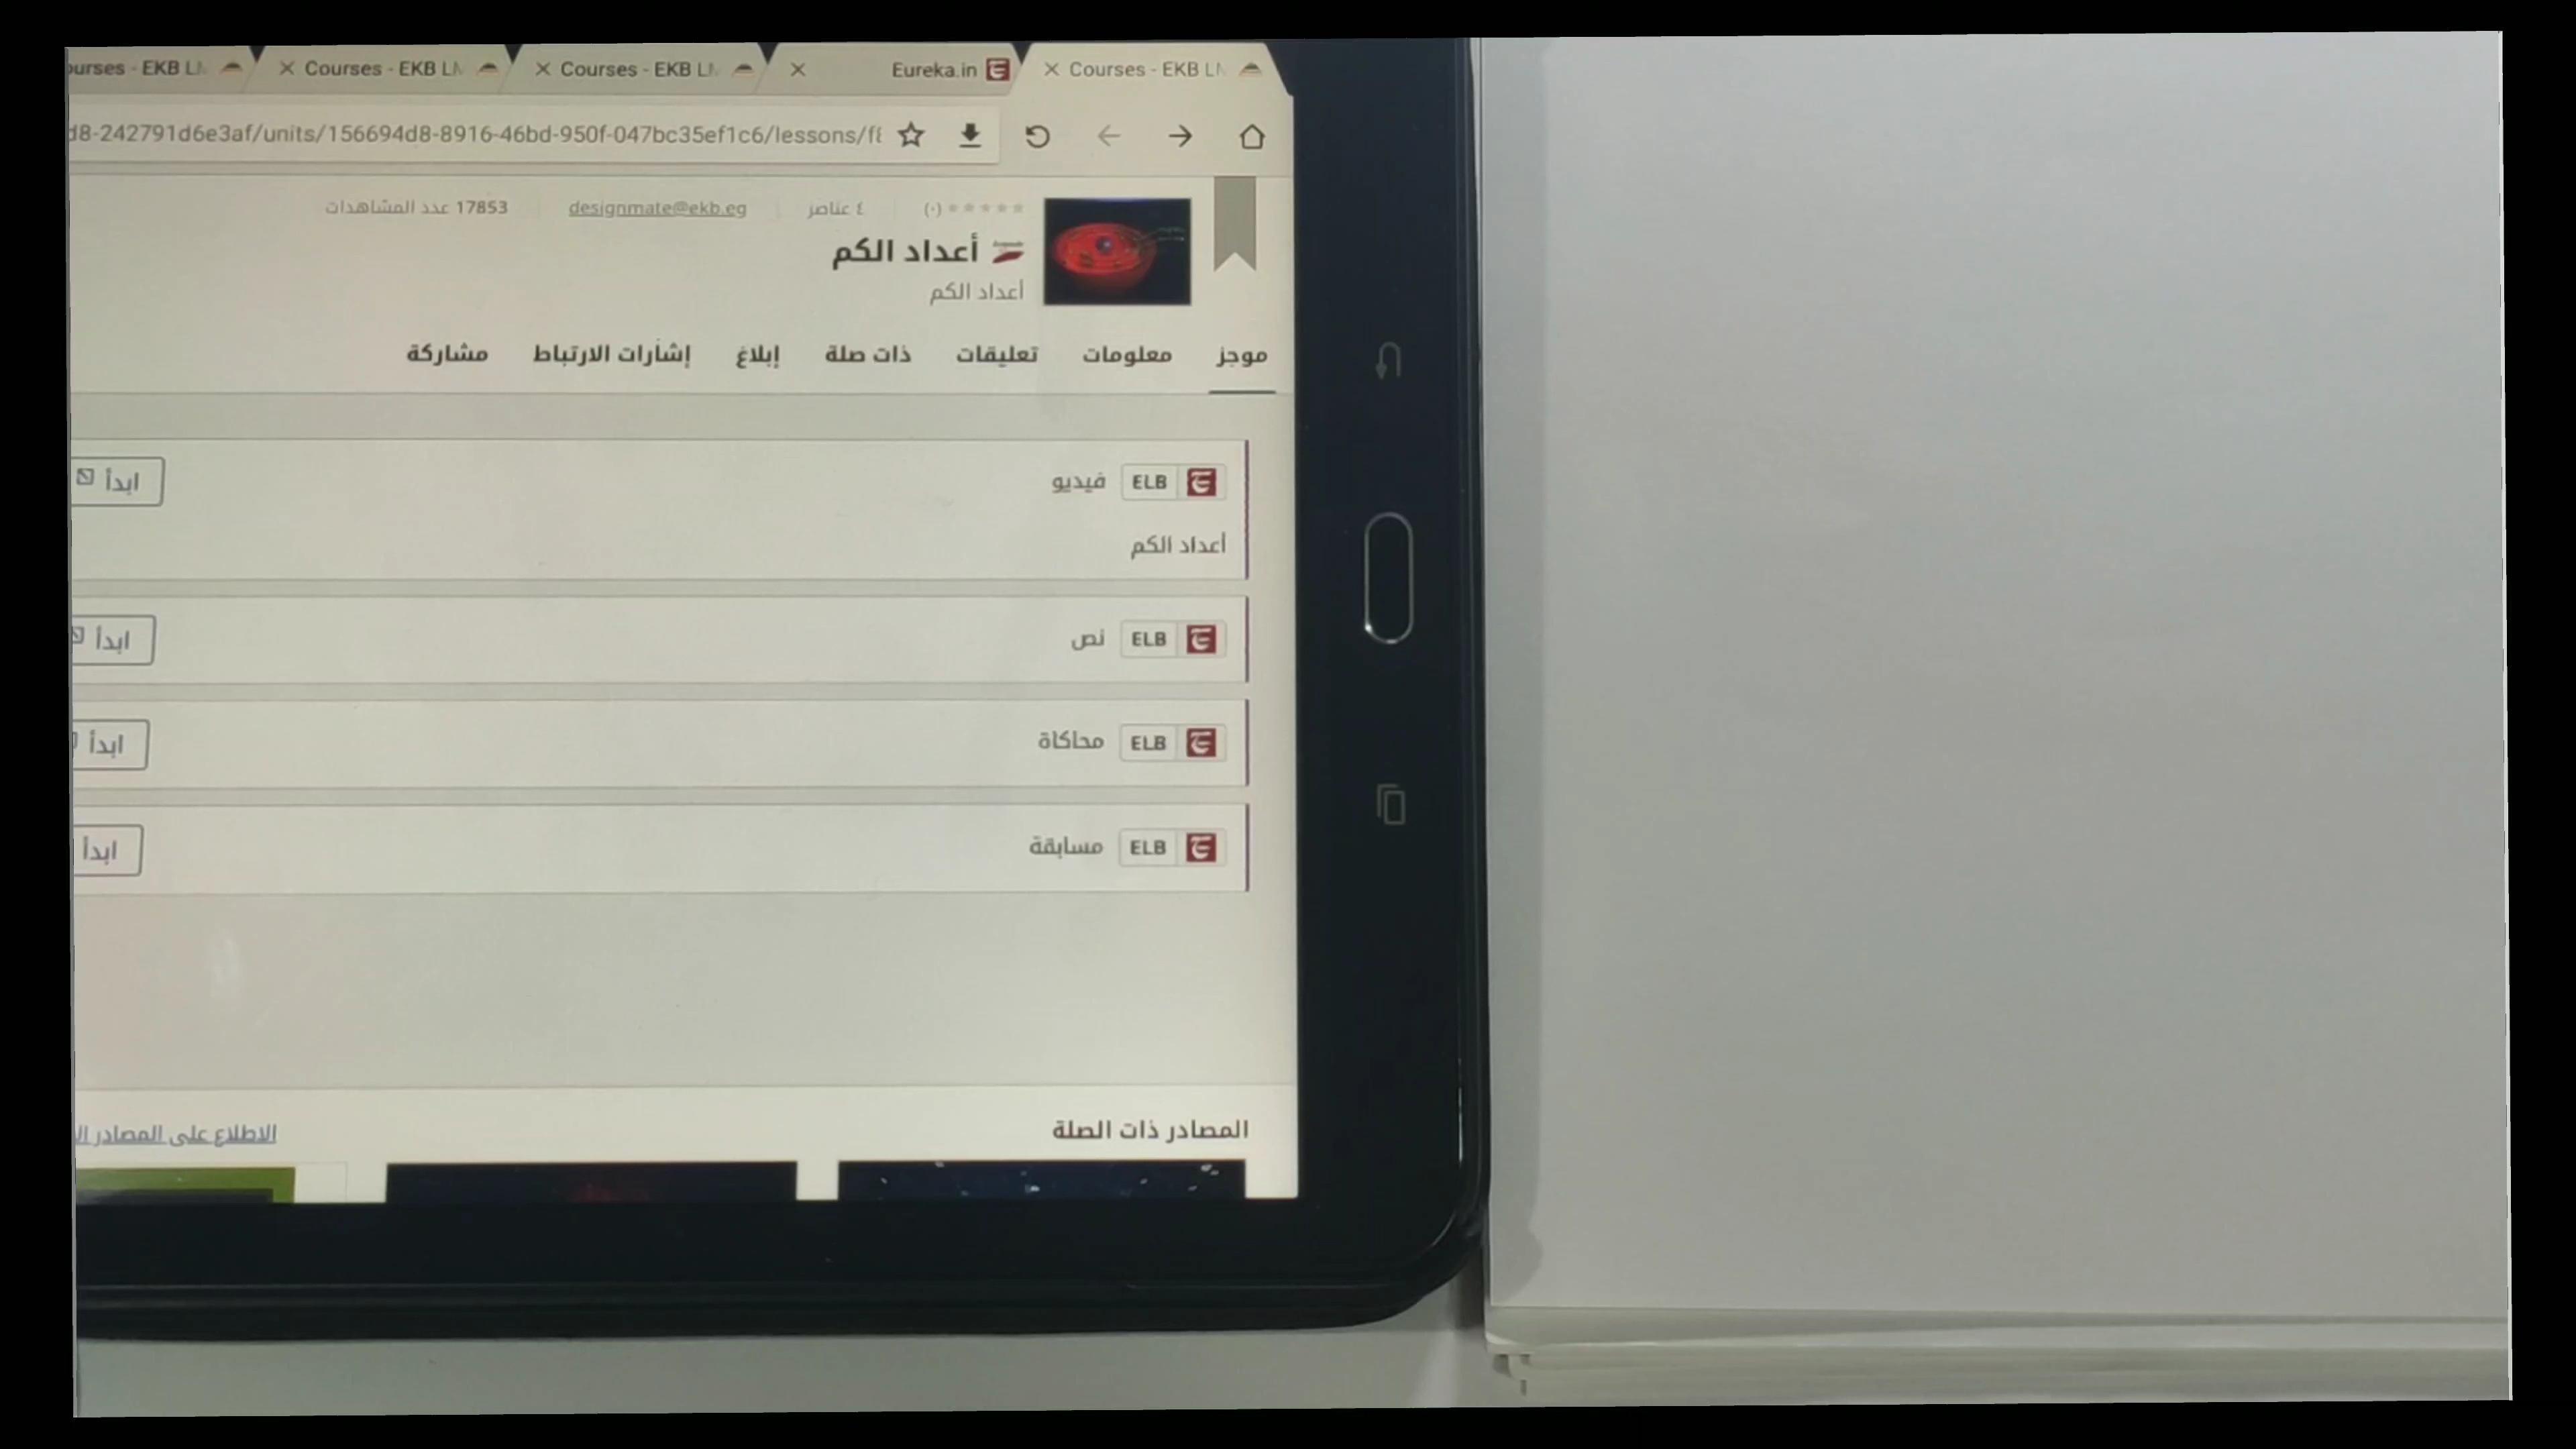 Courses - EKB LM
Eureka.in
Courses - EKB
Courses - EKB
urses - EKB
d8-242791d6e3af/units/156694d8-8916-46bd-950f-047bc35ef1c6/lessons/f8
(٠) ٤ عناصر designmate@ekb.eg 17853 عدد المشاهدات
أعداد الكم
أعداد الكم
موجز معلومات تعليقات ذات صلة إبلاغ إشارات الارتباط مشاركة
ELB فيديو ابدأ
أعداد الكم
ELB نص ابدأ
ELB محاكاة ابدأ
ELB مسابقة ابدأ
المصادر ذات الصلة الاطلاع على المصادر